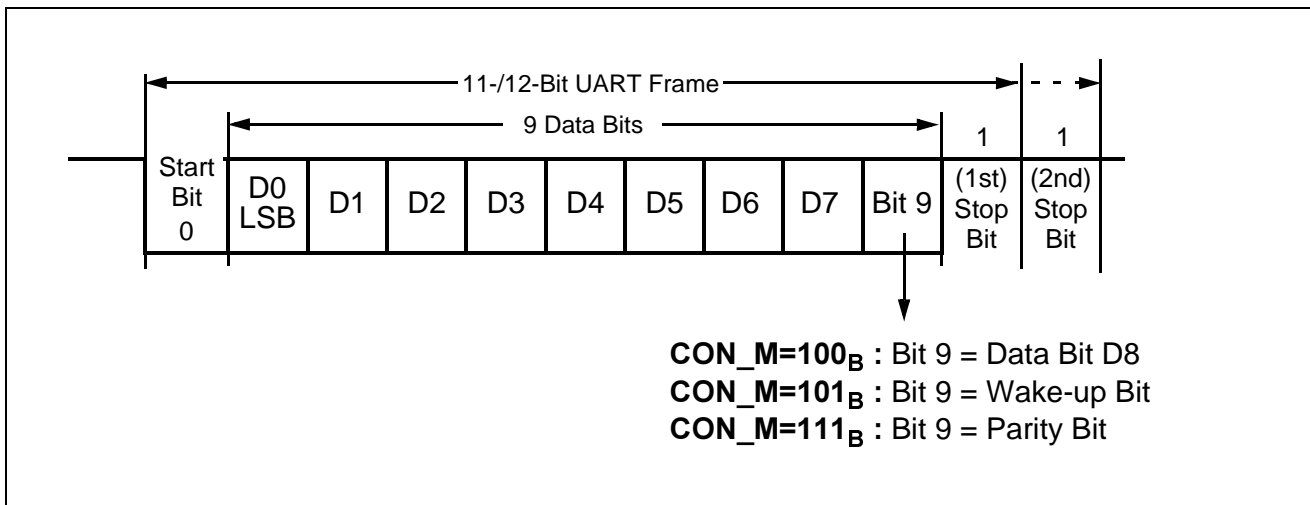 11-/12-Bit UART Frame
9 Data Bits
1
1
Start
Bit
0
D0
LSB
D1
D2
D3
D4
D5
D6
D7
Bit 9
(1st)
Stop
Bit
(2nd)
Stop
Bit
CON_M=100B : Bit 9 = Data Bit D8
CON_M=101B : Bit 9 = Wake-up Bit
CON_M=111B : Bit 9 = Parity Bit